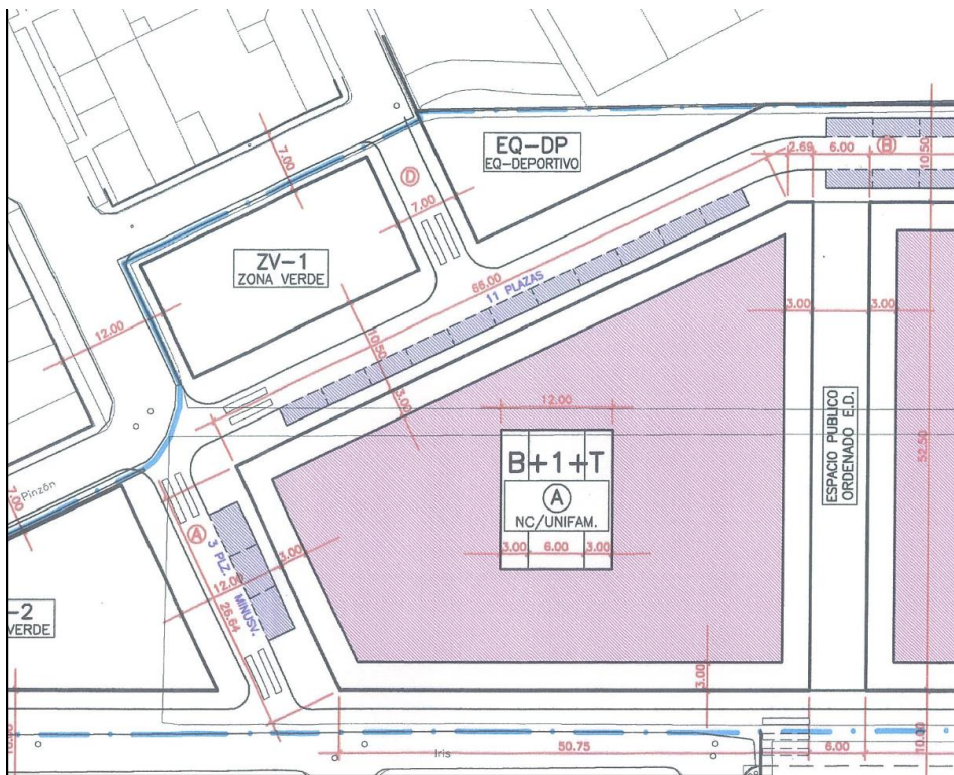 7.00
EQ-DP
EQ-DEPORTIVO
2.69
6.00
B
10.50
D
7.00
ZV-1
ZONA VERDE
66.00
11 PLAZAS
12.00
10.50
3.00
3.00
3.00
12.00
B+1+T
A
NC/UNIFAM.
3.00
6.00
3.00
ESPACIO PUBLICO
ORDENADO E.D.
52.50
Pinzón
7.00
A
3 PLZ.
MINUSV.
3.00
12.00
26.64
-2
VERDE
3.00
Iris
50.75
6.00
10.00